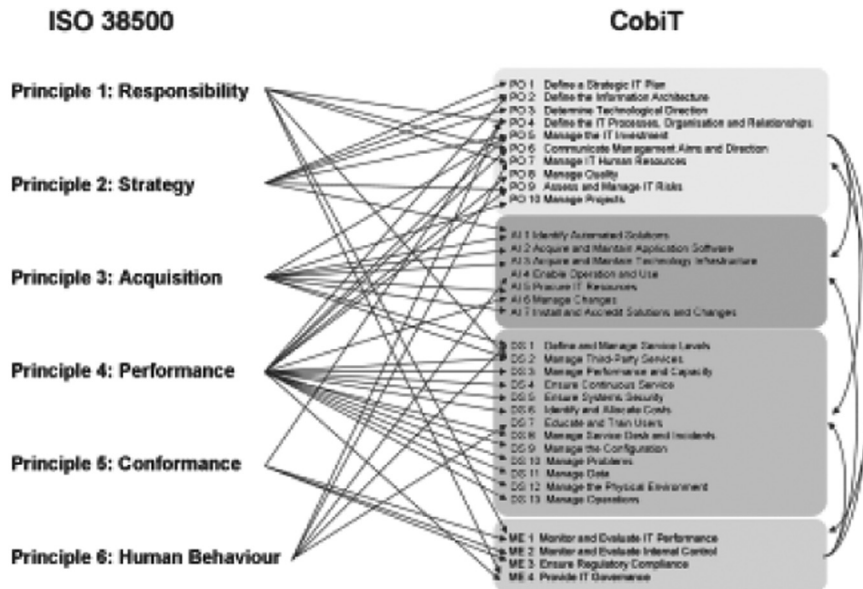 ISO 38500
CobiT
Principle 1: Responsibility
Principle 2: Strategy
Principle 3: Acquisition
Principle 4: Performance
Principle 5: Conformance
Principle 6: Human Behaviour
PO 1 Define a Strategic IT Plan
PO 2 Define the Information Architecture
PO 3 Determine Technological Direction
PO 4 Define the IT Processes, Organisation and Relationships
PO 5 Manage the IT Investment
PO 6 Communicate Management Aims and Direction
PO 7 Manage IT Human Resources
PO 8 Manage Quality
PO 9 Assess and Manage IT Risks
PO 10 Manage Projects
AI 1 Identify Automated Solutions
AI 2 Acquire and Maintain Application Software
AI 3 Acquire and Maintain Technology Infrastructure
AI 4 Enable Operation and Use
AI 5 Procure IT Resources
AI 6 Manage Changes
AI 7 Install and Accredit Solutions and Changes
DS 1 Define and Manage Service Levels
DS 2 Manage Third-Party Services
DS 3 Manage Performance and Capacity
DS 4 Ensure Continuous Service
DS 5 Ensure Systems Security
DS 6 Identify and Allocate Costs
DS 7 Educate and Train Users
DS 8 Manage Service Desk and Incidents
DS 9 Manage the Configuration
DS 10 Manage Problems
DS 11 Manage Data
DS 12 Manage the Physical Environment
DS 13 Manage Operations
ME 1 Monitor and Evaluate IT Performance
ME 2 Monitor and Evaluate Internal Control
ME 3 Ensure Regulatory Compliance
ME 4 Provide IT Governance